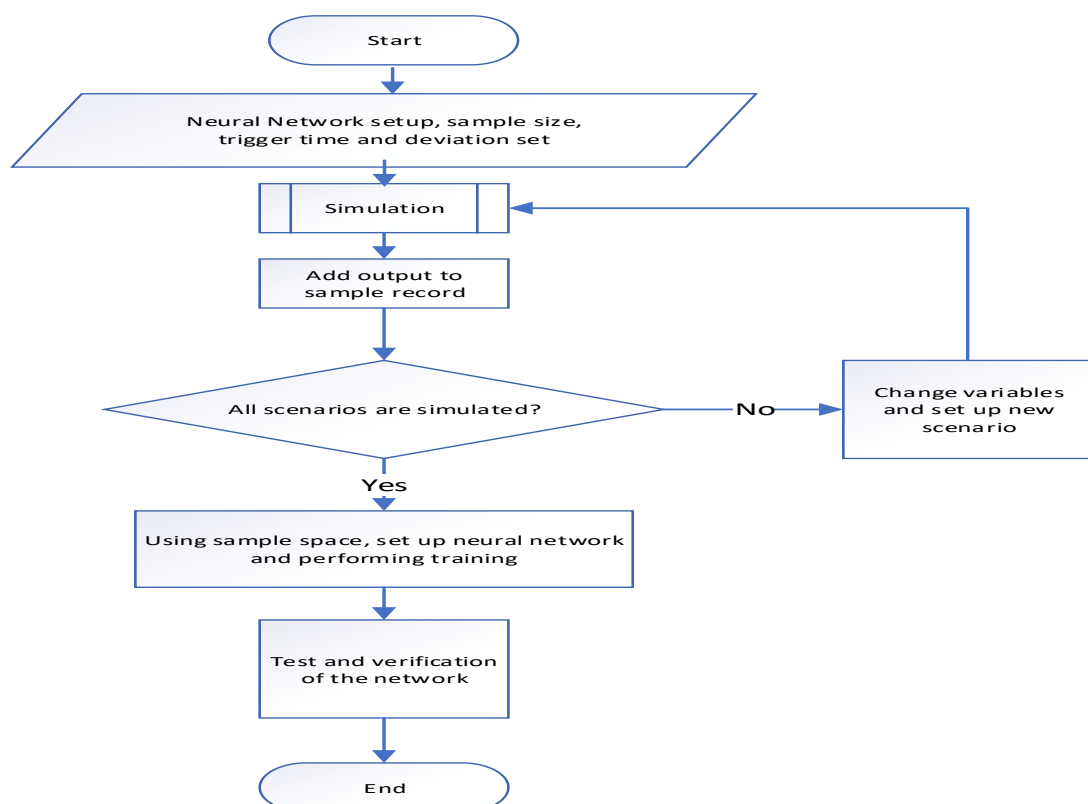 Start
Neural Network setup, sample size,
trigger time and deviation set
Simulation
Add output to
sample record
All scenarios are simulated?
No
Change variables
and set up new
scenario
Yes
Using sample space, set up neural network
and performing training
Test and verification
of the network
End